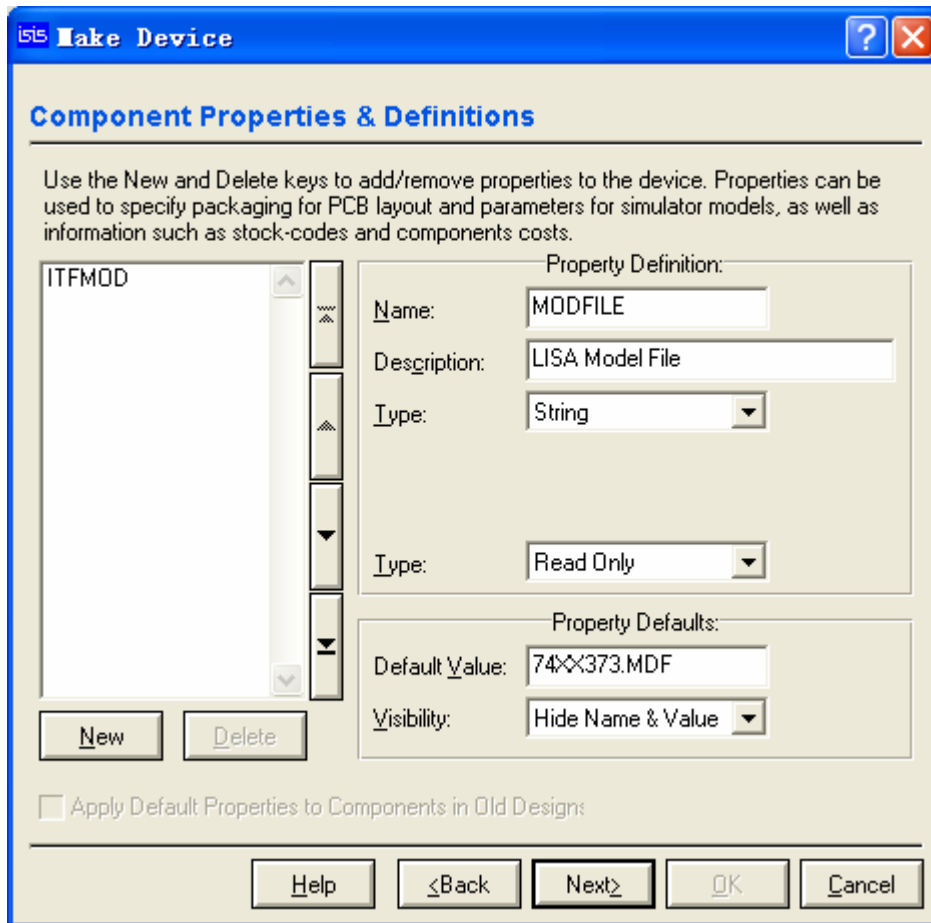 isis Make Device
Component Properties & Definitions
Use the New and Delete keys to add/remove properties to the device. Properties can be
used to specify packaging for PCB layout and parameters for simulator models, as well as
information such as stock-codes and components costs.
ITFMOD
Property Definition:
Name: MODFILE
Description: LISA Model File
Type: String
Type: Read Only
Property Defaults:
Default Value: 74XX373.MDF
Visibility: Hide Name & Value
New Delete
Apply Default Properties to Components in Old Designs
Help <Back Next> OK Cancel